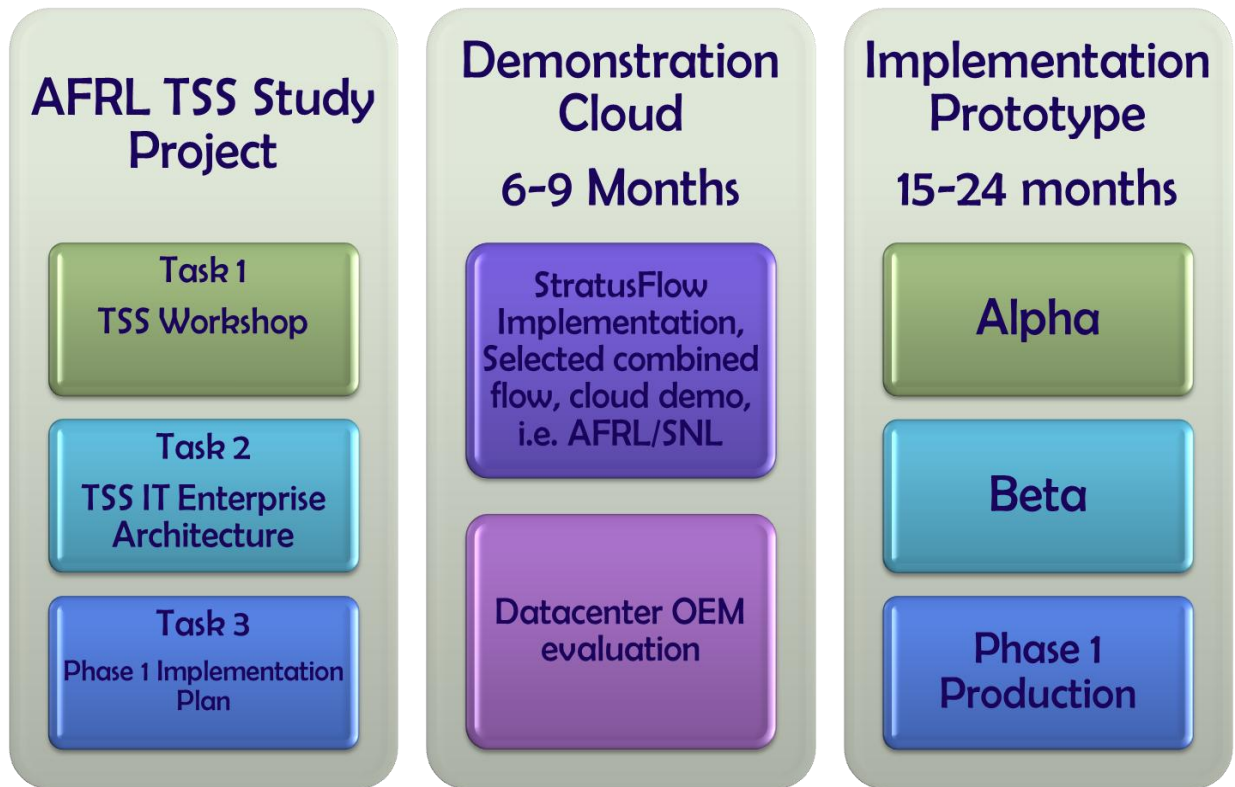 AFRL TSS Study
Project
Task 1
TSS Workshop
Task 2
TSS IT Enterprise
Architecture
Task 3
Phase 1 Implementation
Plan
Demonstration
Cloud
6-9 Months
StratusFlow
Implementation,
Selected combined
flow, cloud demo,
i.e. AFRL/SNL
Datacenter OEM
evaluation
Implementation
Prototype
15-24 months
Alpha
Beta
Phase 1
Production